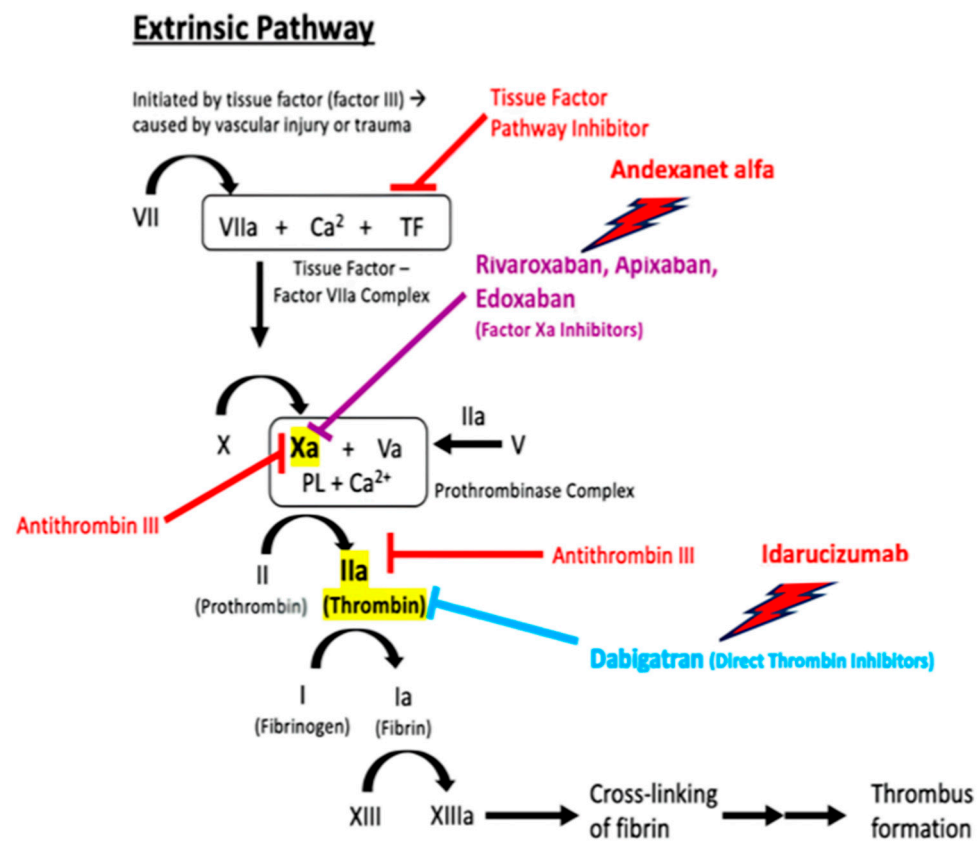 Extrinsic Pathway
Initiated by tissue factor (factor III) →
caused by vascular injury or trauma
Tissue Factor
Pathway Inhibitor
Andexanet alfa
VII
VIIa + Ca2 + TF
Tissue Factor –
Factor VIIa Complex
Rivaroxaban, Apixaban,
Edoxaban
(Factor Xa Inhibitors)
X
Xa + Va
PL + Ca2+
IIa
V
Prothrombinase Complex
Antithrombin III
II
(Prothrombin)
IIa
(Thrombin)
Antithrombin III
Idarucizumab
Dabigatran (Direct Thrombin Inhibitors)
I
(Fibrinogen)
Ia
(Fibrin)
XIII
XIIIa
Cross-linking
of fibrin
Thrombus
formation